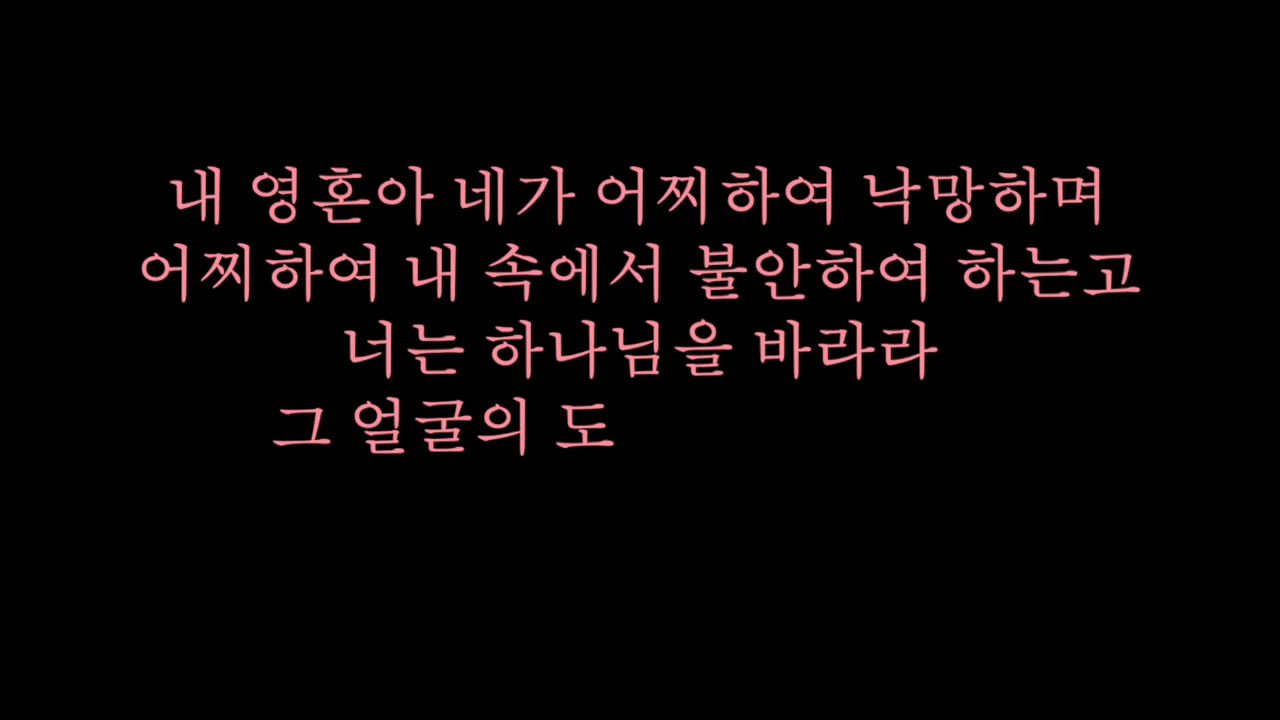 내 영혼아 네가 어찌하여 낙망하며
어찌하여 내 속에서 불안하여 하는고
너는 하나님을 바라라
그 얼굴의 도